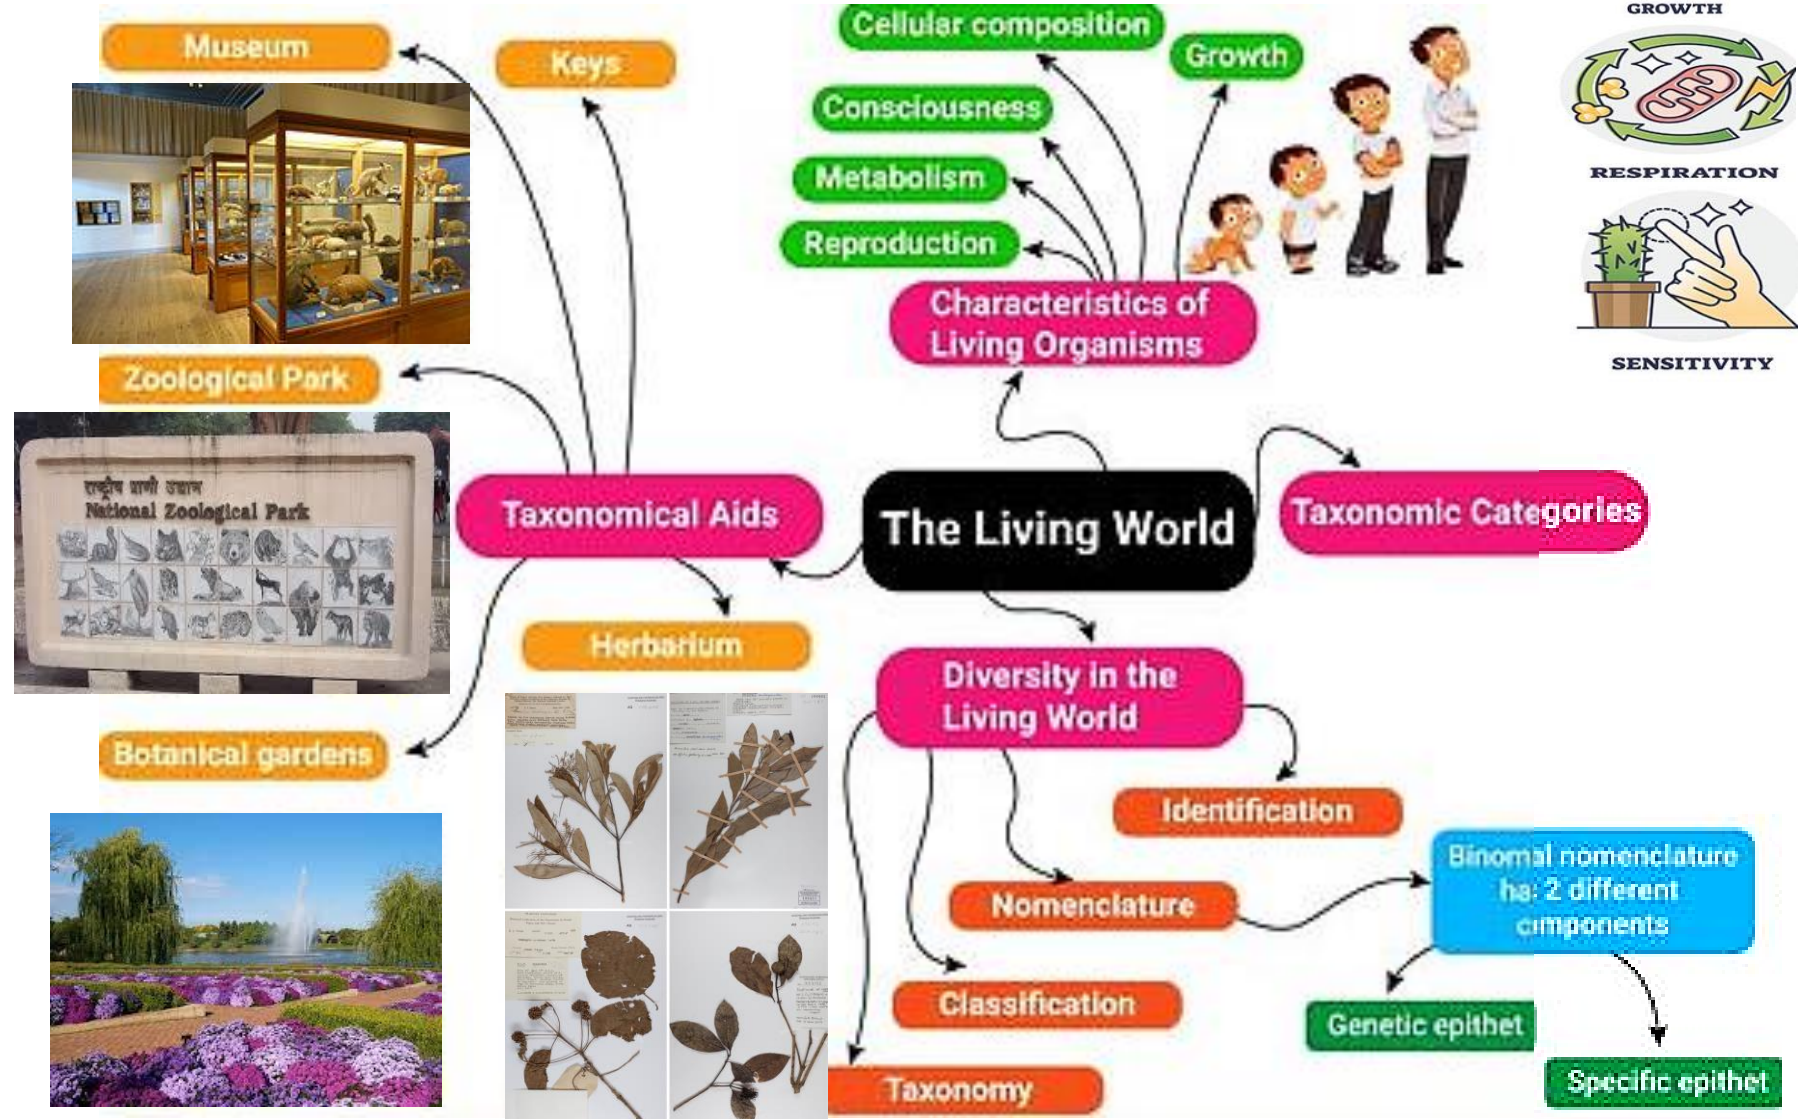 Museum
Keys
Cellular composition
Growth
Consciousness
Metabolism
Reproduction
Characteristics of
Living Organisms
GROWTH
RESPIRATION
SENSITIVITY
Zoological Park
राष्ट्रीय प्राणी उद्यान
National Zoological Park
Taxonomical Aids
The Living World
Taxonomic Categories
Herbarium
Botanical gardens
Diversity in the
Living World
Identification
Nomenclature
Binomal nomenclature
ha: 2 different
cimponents
Classification
Genetic epithet
Specific epithet
Taxonomy